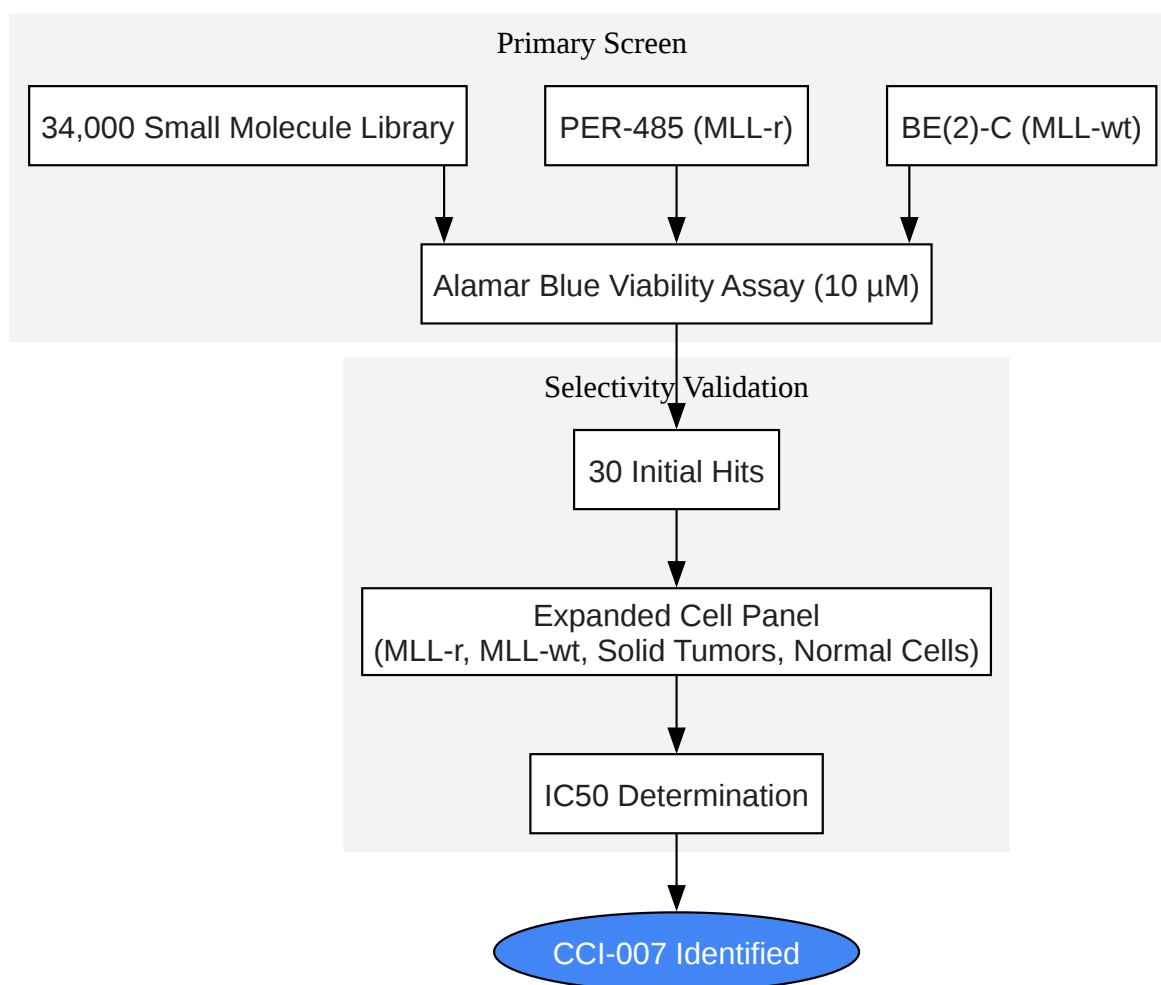 Primary Screen
34,000 Small Molecule Library
PER-485 (MLL-r)
BE(2)-C (MLL-wt)
Alamar Blue Viability Assay (10 µM)
Selectivity Validation
30 Initial Hits
Expanded Cell Panel
(MLL-r, MLL-wt, Solid Tumors, Normal Cells)
IC50 Determination
CCI-007 Identified